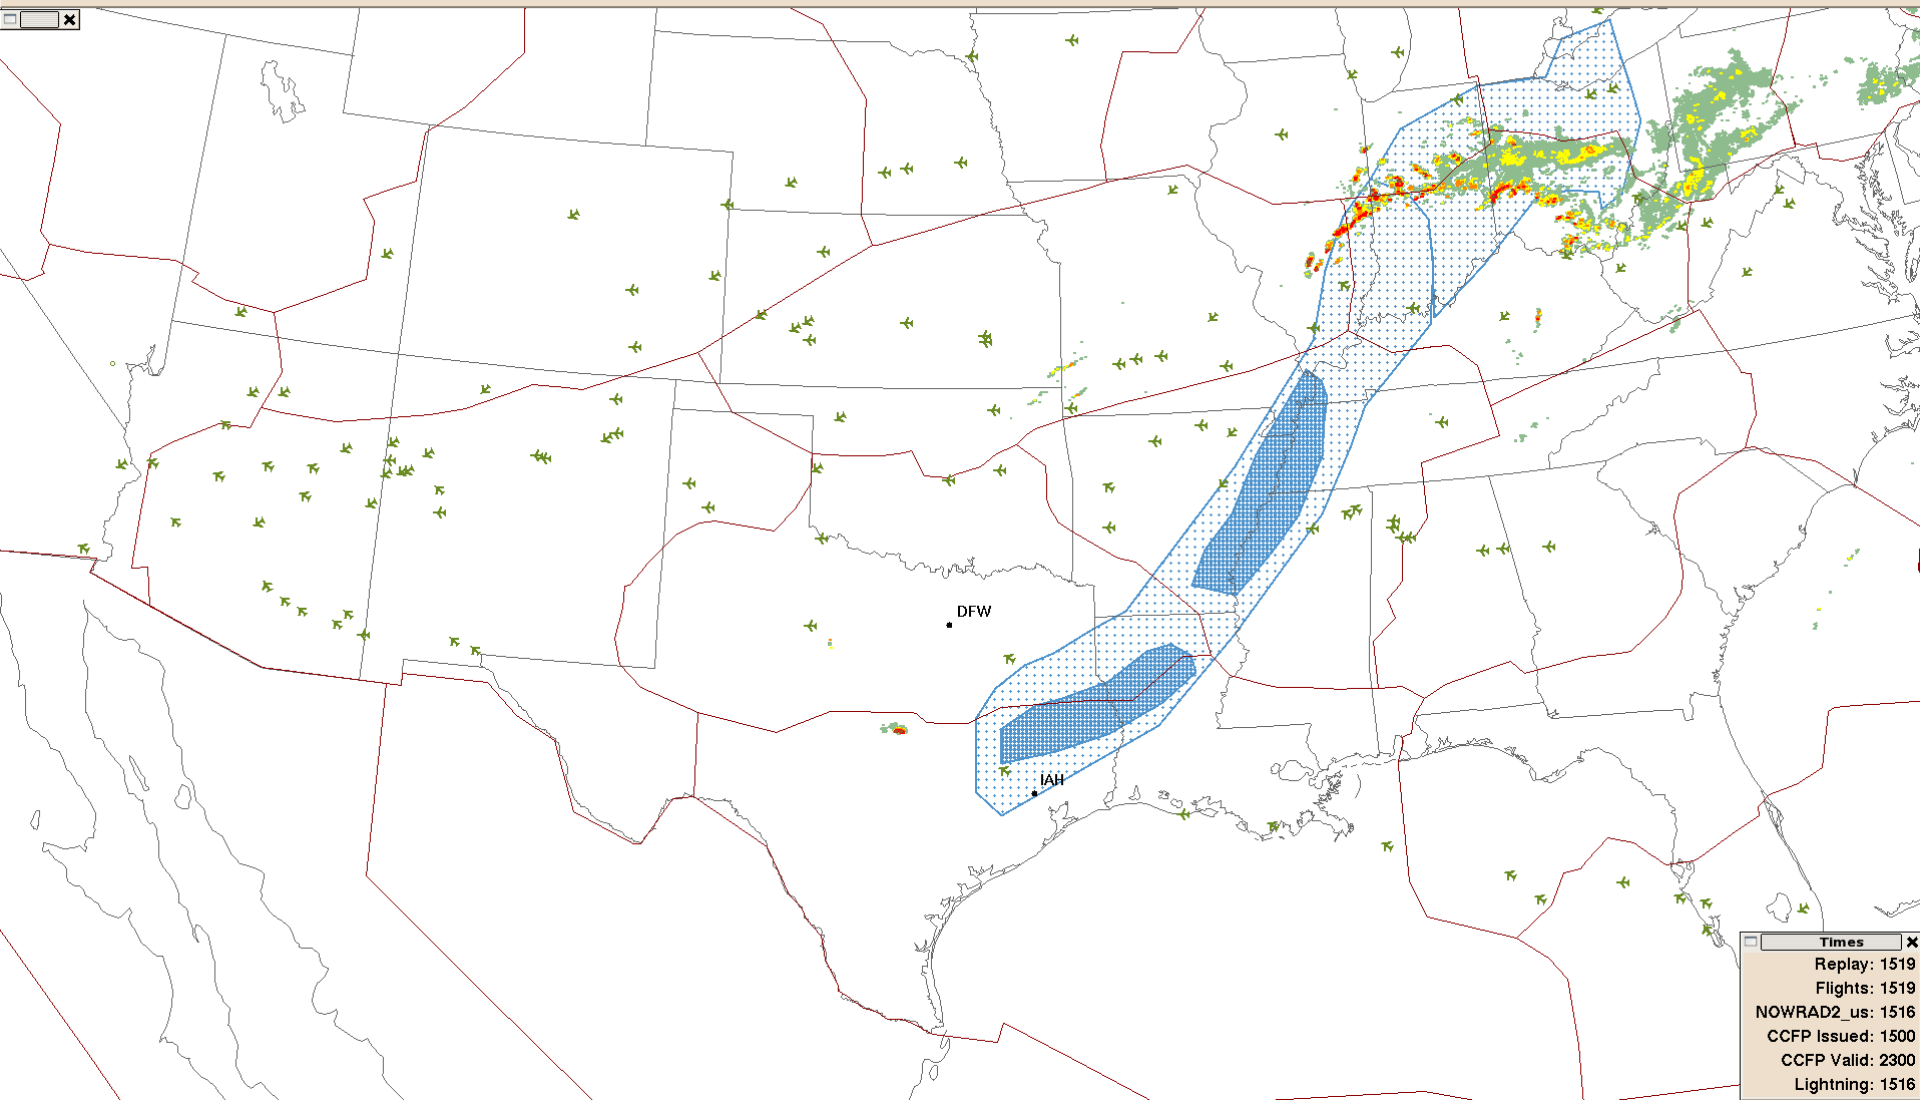 DFW
IAH
Times
Replay: 1519
Flights: 1519
NOWRAD2_us: 1516
CCFP Issued: 1500
CCFP Valid: 2300
Lightning: 1516